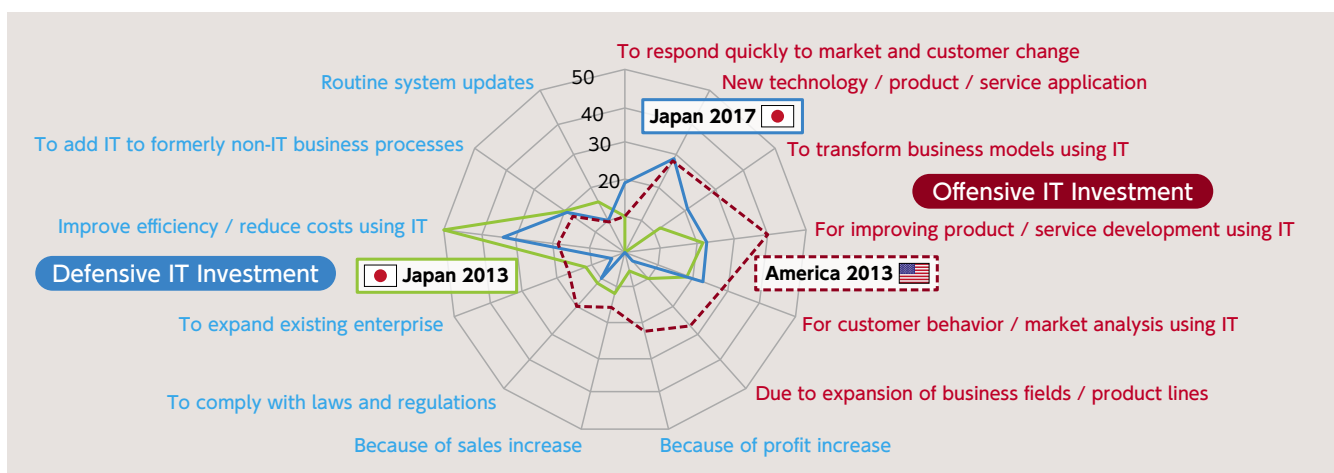 To respond quickly to market and customer change
Routine system updates
50
New technology / product / service application
40
Japan 2017
To add IT to formerly non-IT business processes
30
To transform business models using IT
20
Offensive IT Investment
Improve efficiency / reduce costs using IT
For improving product / service development using IT
Defensive IT Investment
Japan 2013
America 2013
To expand existing enterprise
For customer behavior / market analysis using IT
To comply with laws and regulations
Due to expansion of business fields / product lines
Because of sales increase
Because of profit increase